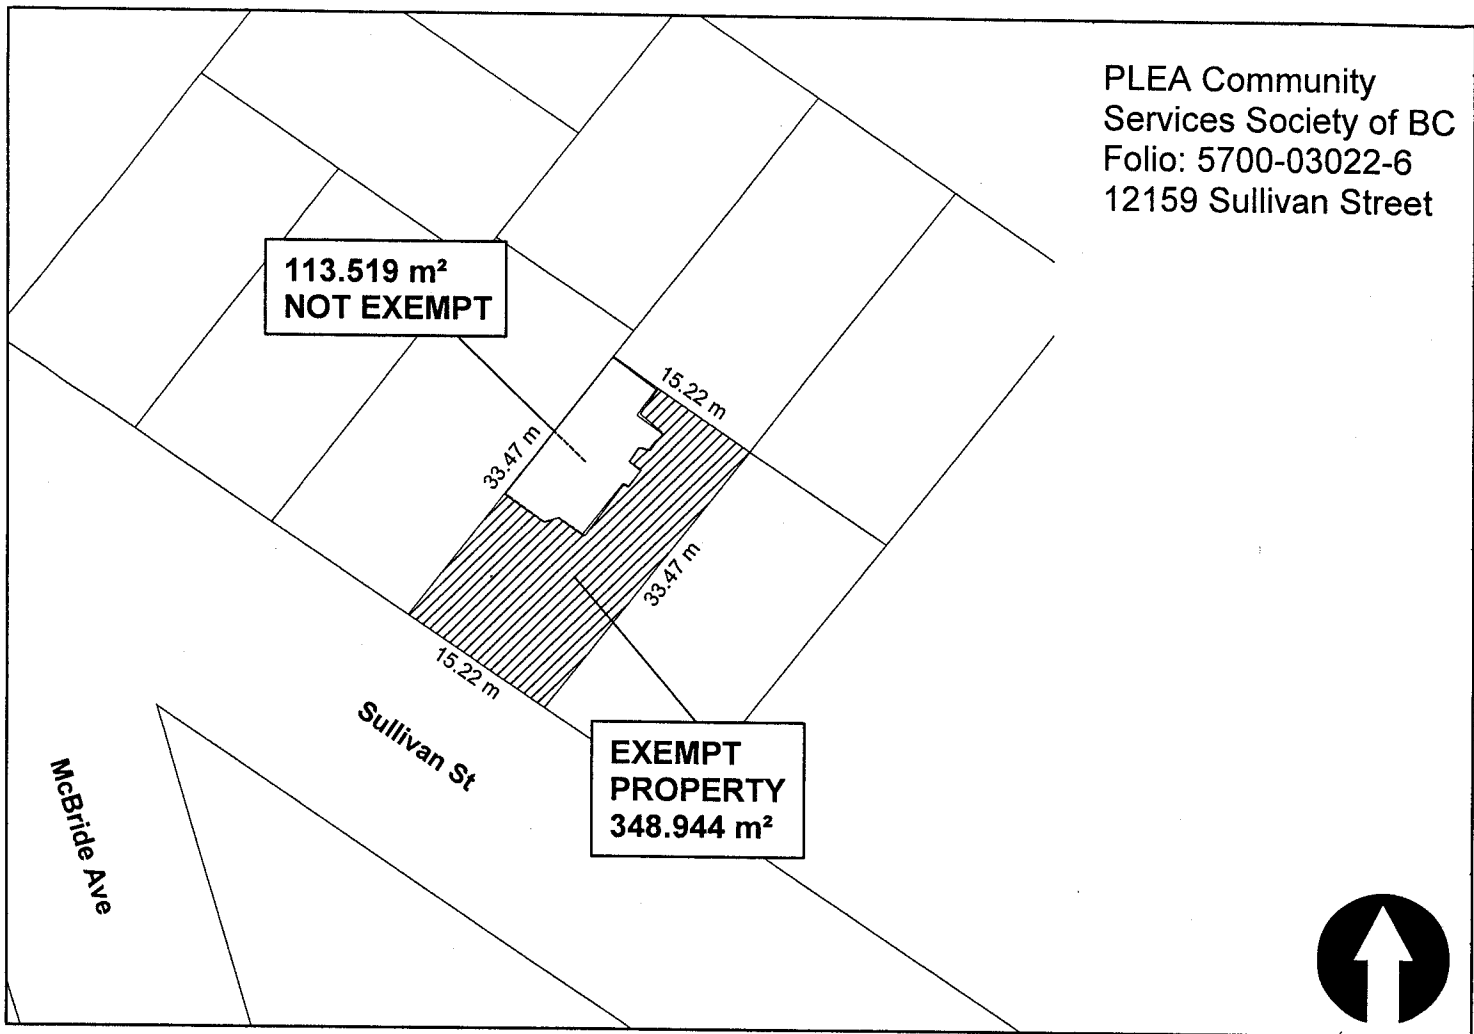 PLEA Community
Services Society of BC
Folio: 5700-03022-6
12159 Sullivan Street
113.519 m²
NOT EXEMPT
15.22 m
33.47 m
33.47 m
15.22 m
Sullivan St
EXEMPT
PROPERTY
348.944 m²
McBride Ave